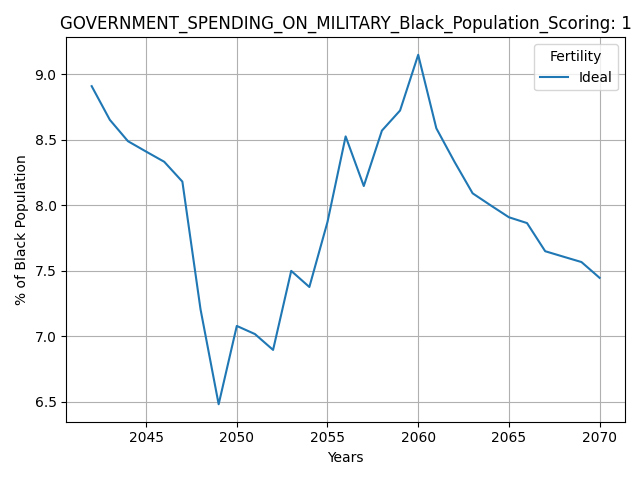 GOVERNMENT_SPENDING_ON_MILITARY_Black_Population_Scoring: 1
Fertility
Ideal
% of Black Population
9.0
8.5
8.0
7.5
7.0
6.5
2045 2050 2055 2060 2065 2070
Years